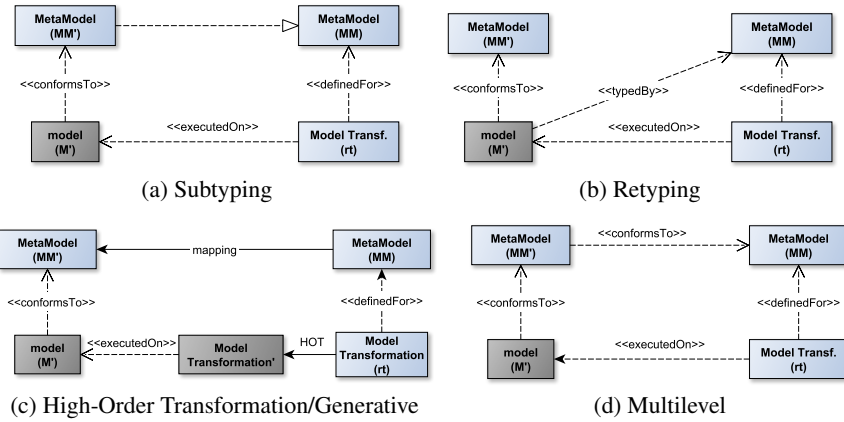 MetaModel
(MM')
MetaModel
(MM)
<<conformsTo>>
<<definedFor>>
<<executedOn>>
model
(M')
Model Transf.
(rt)
(a) Subtyping
MetaModel
(MM')
MetaModel
(MM)
<<conformsTo>>
<<typedBy>>
<<definedFor>>
<<executedOn>>
model
(M')
Model Transf.
(rt)
(b) Retyping
MetaModel
(MM')
mapping
MetaModel
(MM)
<<conformsTo>>
<<definedFor>>
<<executedOn>>
HOT
model
(M')
Model
Transformation'
Model
Transformation
(rt)
(c) High-Order Transformation/Generative
<<conformsTo>>
MetaModel
(MM')
MetaModel
(MM)
<<conformsTo>>
<<definedFor>>
<<executedOn>>
model
(M')
Model Transf.
(rt)
(d) Multilevel